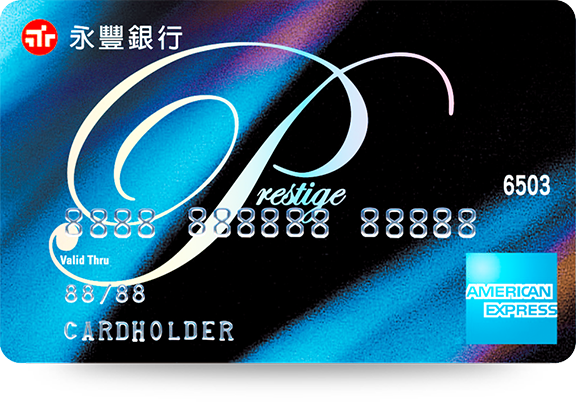 永豐銀行
Prestige
6503
8888 888888 88888
Valid Thru
88/88
CARDHOLDER
AMERICAN
EXPRESS